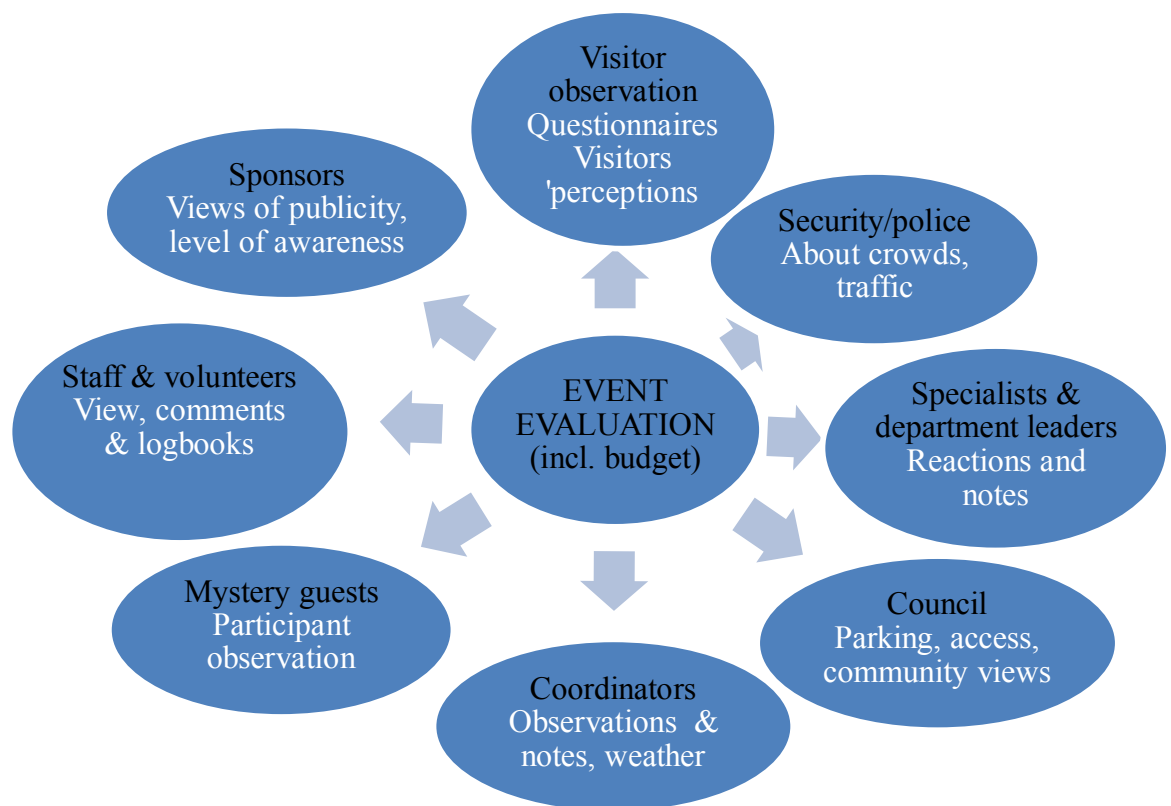 Visitor
observation
Questionnaires
Visitors
'perceptions
Sponsors
Views of publicity,
level of awareness
Security/police
About crowds,
traffic
Staff & volunteers
View, comments
& logbooks
EVENT
EVALUATION
(incl. budget)
Specialists &
department leaders
Reactions and
notes
Mystery guests
Participant
observation
Council
Parking, access,
community views
Coordinators
Observations &
notes, weather